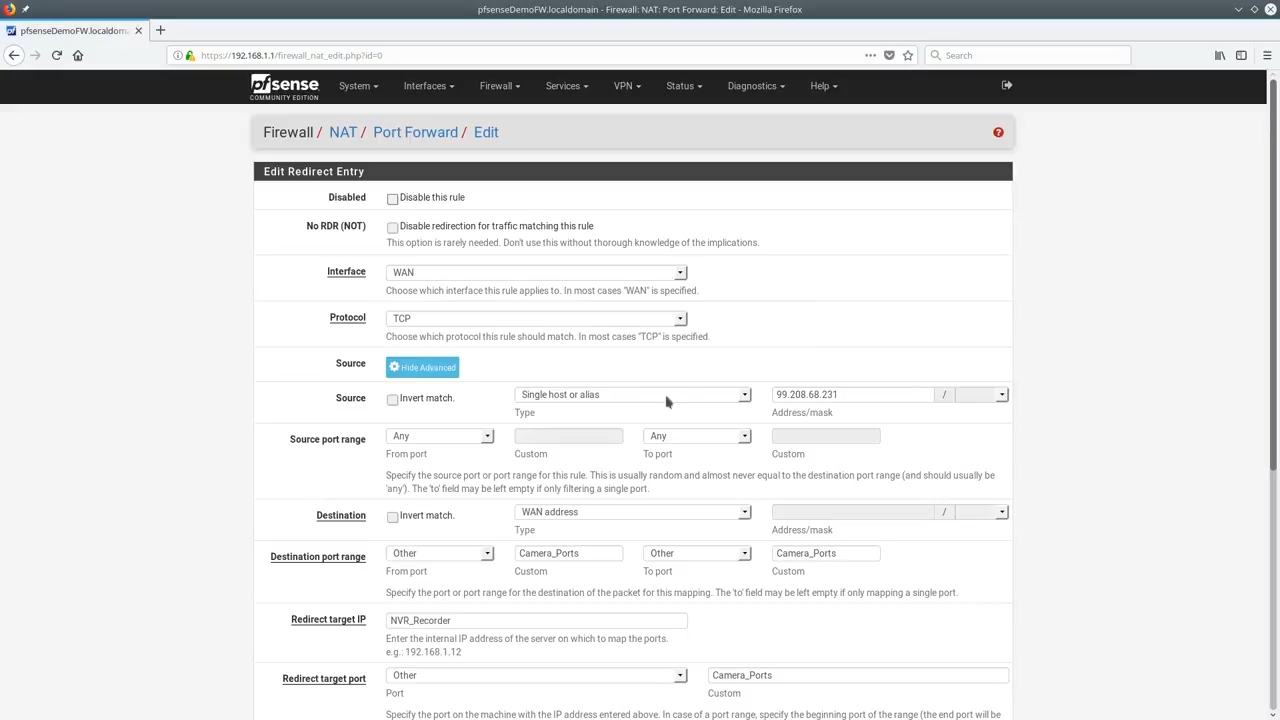 pfsenseDemoFW.localdomain - Firewall: NAT: Port Forward: Edit - Mozilla Firefox
pfsenseDemoFW.localdom
https://192.168.1.1/firewall_nat_edit.php?id=0
Search
pfsense
COMMUNITY EDITION
System Interfaces Firewall Services VPN Status Diagnostics Help
Firewall / NAT / Port Forward / Edit
Edit Redirect Entry
Disabled Disable this rule
No RDR (NOT) Disable redirection for traffic matching this rule
This option is rarely needed. Don't use this without thorough knowledge of the implications.
Interface WAN
Choose which interface this rule applies to. In most cases "WAN" is specified.
Protocol TCP
Choose which protocol this rule should match. In most cases "TCP" is specified.
Source Hide Advanced
Source Invert match. Single host or alias 99.208.68.231 /
Type Address/mask
Source port range Any Any
From port Custom To port Custom
Specify the source port or port range for this rule. This is usually random and almost never equal to the destination port range (and should usually be
'any'). The 'to' field may be left empty if only filtering a single port.
Destination Invert match. WAN address /
Type Address/mask
Destination port range Other Camera_Ports Other Camera_Ports
From port Custom To port Custom
Specify the port or port range for the destination of the packet for this mapping. The 'to' field may be left empty if only mapping a single port.
Redirect target IP NVR_Recorder
Enter the internal IP address of the server on which to map the ports.
e.g.: 192.168.1.12
Redirect target port Other Camera_Ports
Port Custom
Specify the port on the machine with the IP address entered above. In case of a port range, specify the beginning port of the range (the end port will be